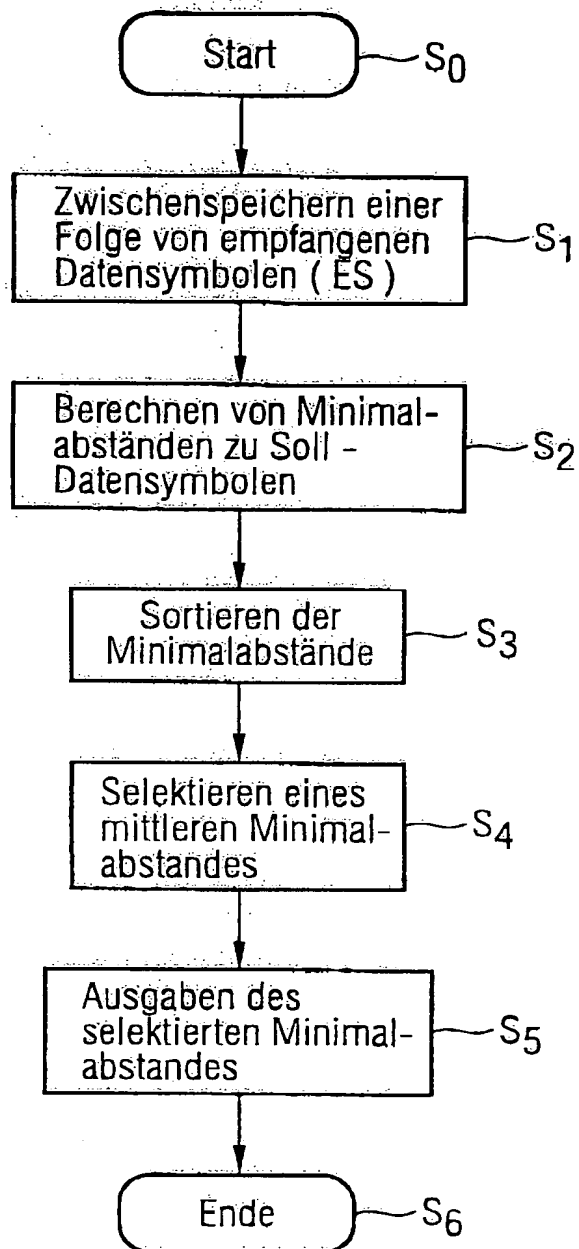 Start
S0
Zwischenspeichern einer
Folge von empfangenen
Datensymbolen ( ES )
S1
Berechnen von Minimal-
abständen zu Soll -
Datensymbolen
S2
Sortieren der
Minimalabstände
S3
Selektieren eines
mittleren Minimal-
abstandes
S4
Ausgaben des
selektierten Minimal-
abstandes
S5
Ende
S6